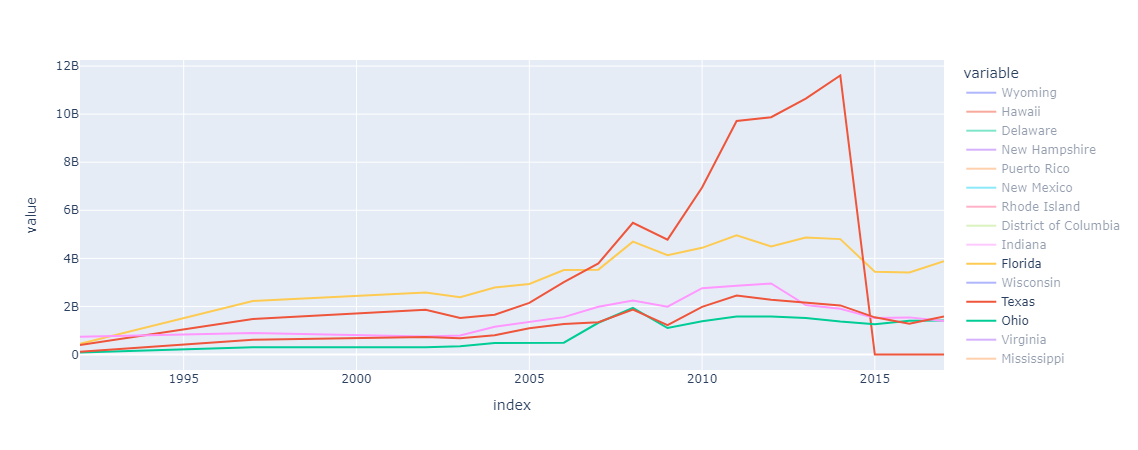 12B
10B
8B
6B
4B
2B
0
1995
2000
2005
2010
2015
index
value
variable
Wyoming
Hawaii
Delaware
New Hampshire
Puerto Rico
New Mexico
Rhode Island
District of Columbia
Indiana
Florida
Wisconsin
Texas
Ohio
Virginia
Mississippi